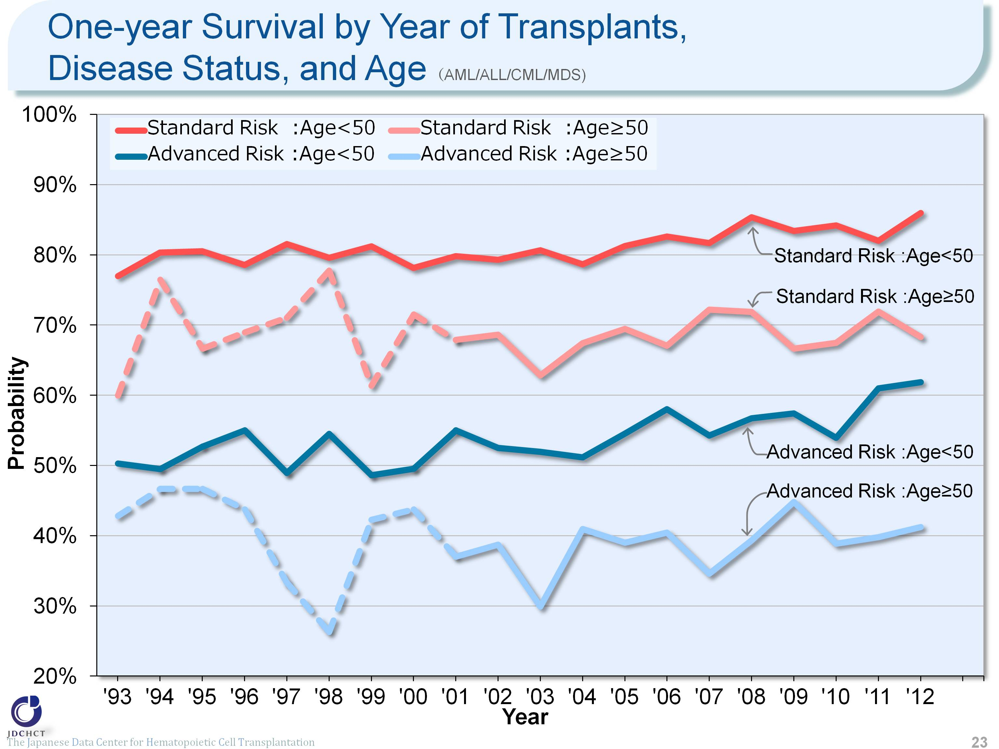 One-year Survival by Year of Transplants,
Disease Status, and Age （AML/ALL/CML/MDS)
100%
90%
80%
70%
60%
50%
40%
30%
20%
Probability
Standard Risk :Age<50
Standard Risk :Age≥50
Advanced Risk :Age<50
Advanced Risk :Age≥50
Standard Risk :Age<50
Standard Risk :Age≥50
Advanced Risk :Age<50
Advanced Risk :Age≥50
'93 '94 '95 '96 '97 '98 '99 '00 '01 '02 '03 '04 '05 '06 '07 '08 '09 '10 '11 '12
Year
JDCHCT
The Japanese Data Center for Hematopoietic Cell Transplantation
23